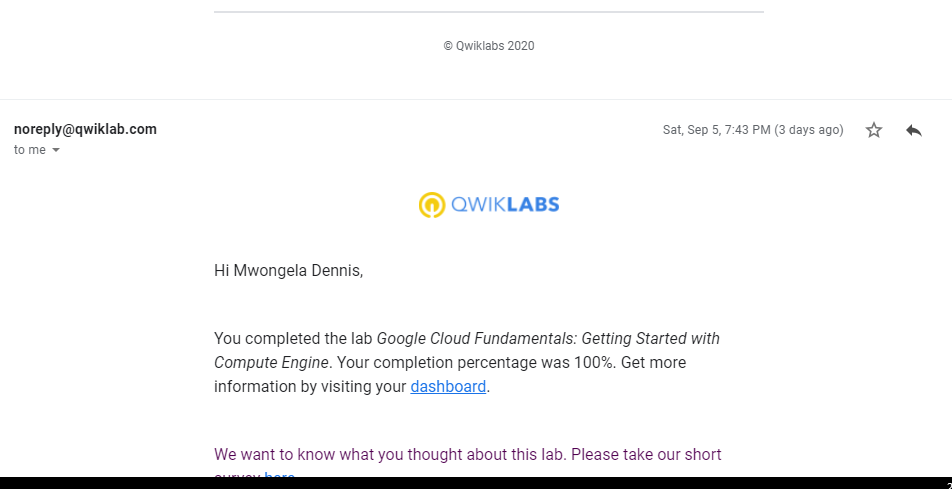 © Qwiklabs 2020
noreply@qwiklab.com
Sat, Sep 5, 7:43 PM (3 days ago)
to me
QWIKLABS
Hi Mwongela Dennis,
You completed the lab Google Cloud Fundamentals: Getting Started with
Compute Engine. Your completion percentage was 100%. Get more
information by visiting your dashboard.
We want to know what you thought about this lab. Please take our short
survey here